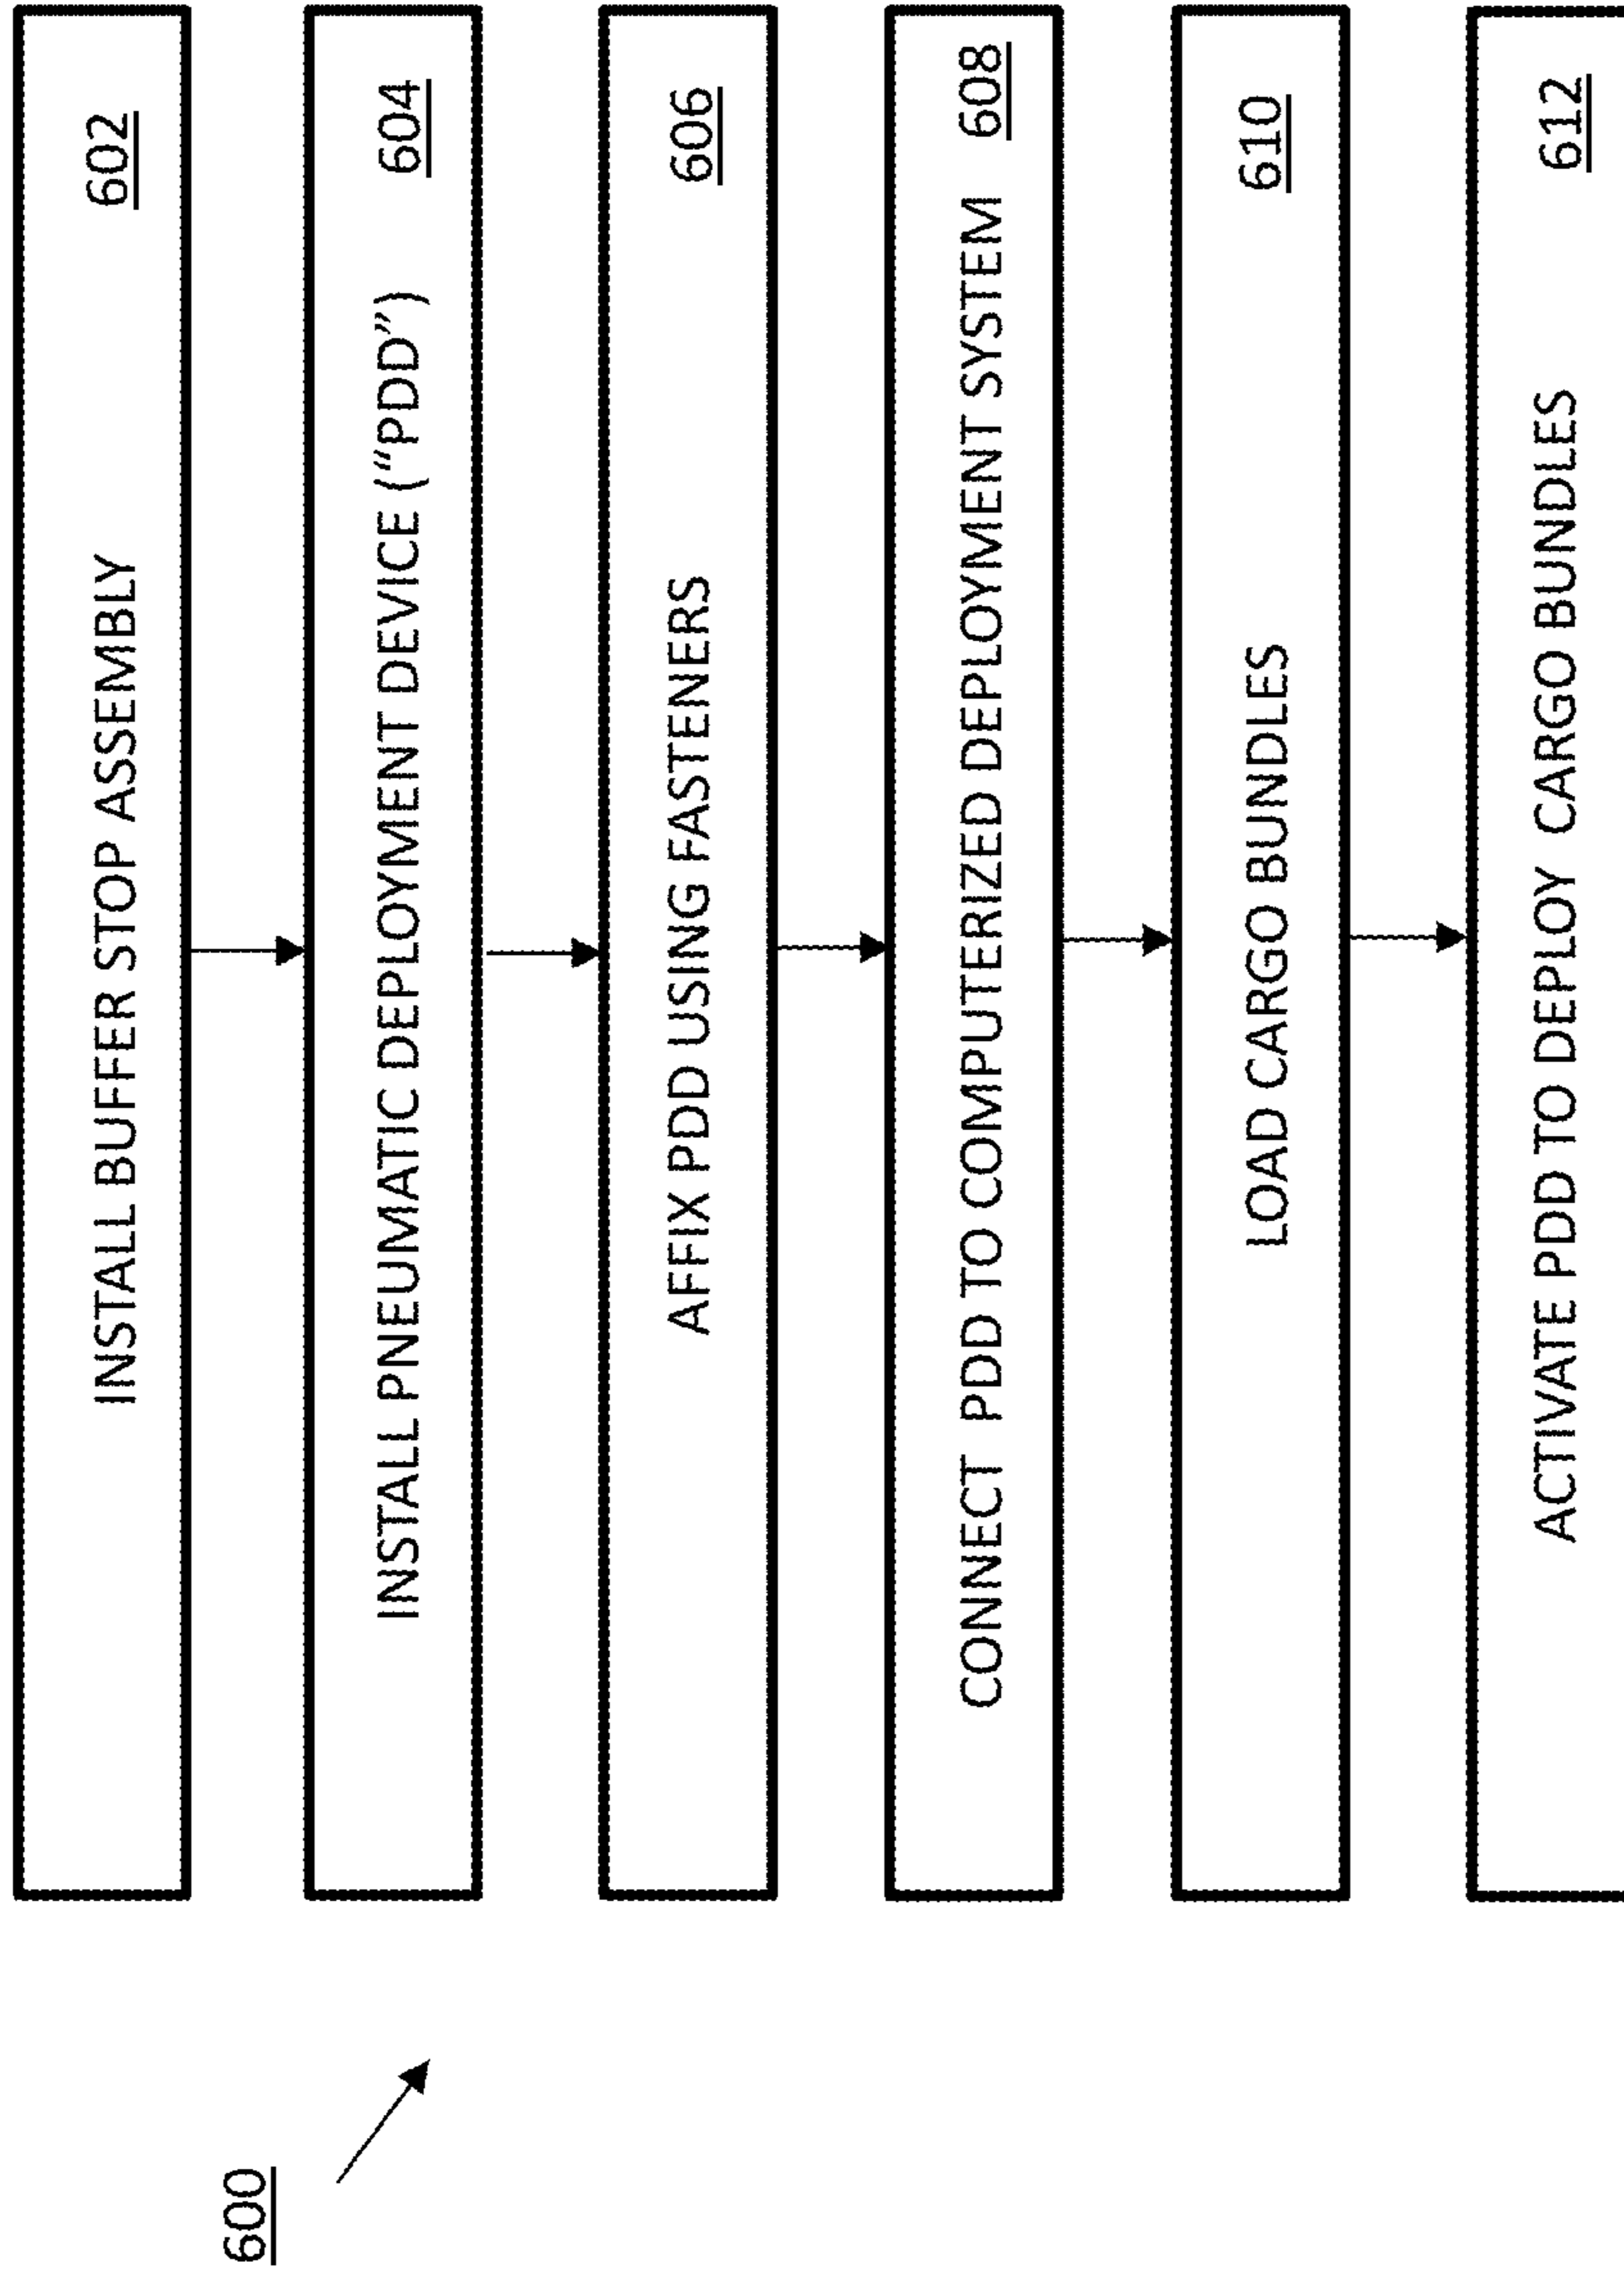 600
INSTALL BUFFER STOP ASSEMBLY 602
INSTALL PNEUMATIC DEPLOYMENT DEVICE (“PDD”) 604
AFFIX PDD USING FASTENERS 606
CONNECT PDD TO COMPUTERIZED DEPLOYMENT SYSTEM 608
LOAD CARGO BUNDLES 610
ACTIVATE PDD TO DEPLOY CARGO BUNDLES 612